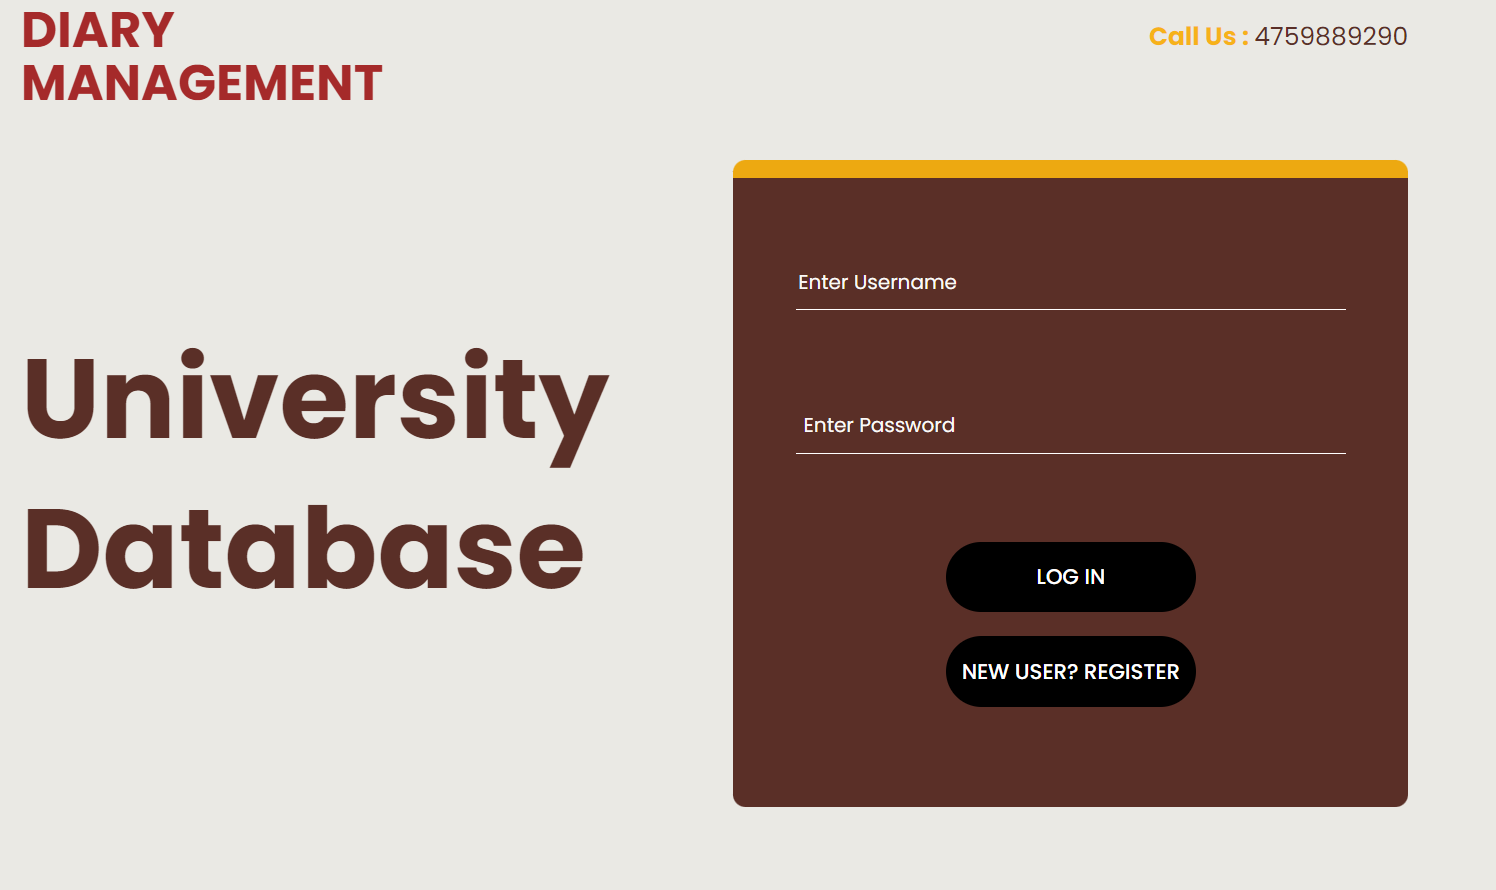 DIARY
MANAGEMENT
Call Us : 4759889290
University
Database
Enter Username
Enter Password
LOG IN
NEW USER? REGISTER